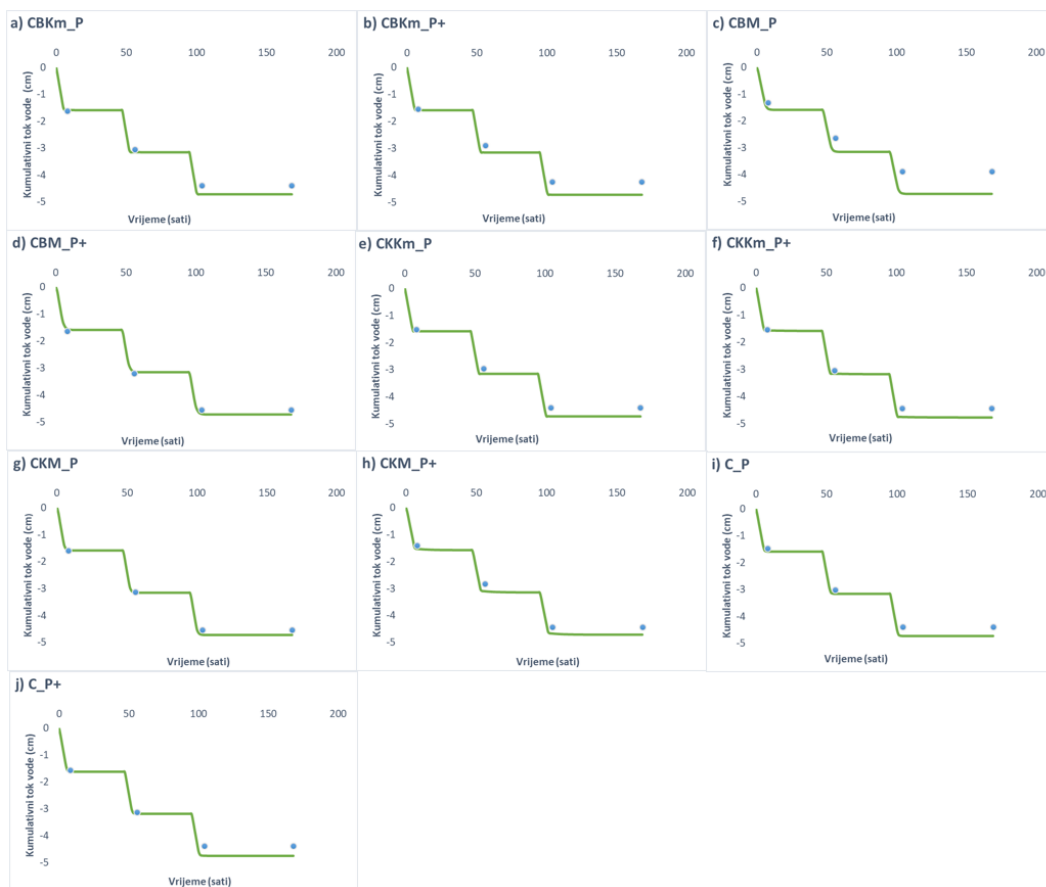 a) CBKm_P
0 50 100 150 200
0
-1
-2
-3
-4
-5
Kumulativni tok vode (cm)
Vrijeme (sati)
b) CBKm_P+
0 50 100 150 200
0
-1
-2
-3
-4
-5
Kumulativni tok vode (cm)
Vrijeme (sati)
c) CBM_P
0 50 100 150 200
0
-1
-2
-3
-4
-5
Kumulativni tok vode (cm)
Vrijeme (sati)
d) CBM_P+
0 50 100 150 200
0
-1
-2
-3
-4
-5
Kumulativni tok vode (cm)
Vrijeme (sati)
e) CKKm_P
0 50 100 150 200
0
-1
-2
-3
-4
-5
Kumulativni tok vode (cm)
Vrijeme (sati)
f) CKKm_P+
0 50 100 150 200
0
-1
-2
-3
-4
-5
Kumulativni tok vode (cm)
Vrijeme (sati)
g) CKM_P
0 50 100 150 200
0
-1
-2
-3
-4
-5
Kumulativni tok vode (cm)
Vrijeme (sati)
h) CKM_P+
0 50 100 150 200
0
-1
-2
-3
-4
-5
Kumulativni tok vode (cm)
Vrijeme (sati)
i) C_P
0 50 100 150 200
0
-1
-2
-3
-4
-5
Kumulativni tok vode (cm)
Vrijeme (sati)
j) C_P+
0 50 100 150 200
0
-1
-2
-3
-4
-5
Kumulativni tok vode (cm)
Vrijeme (sati)